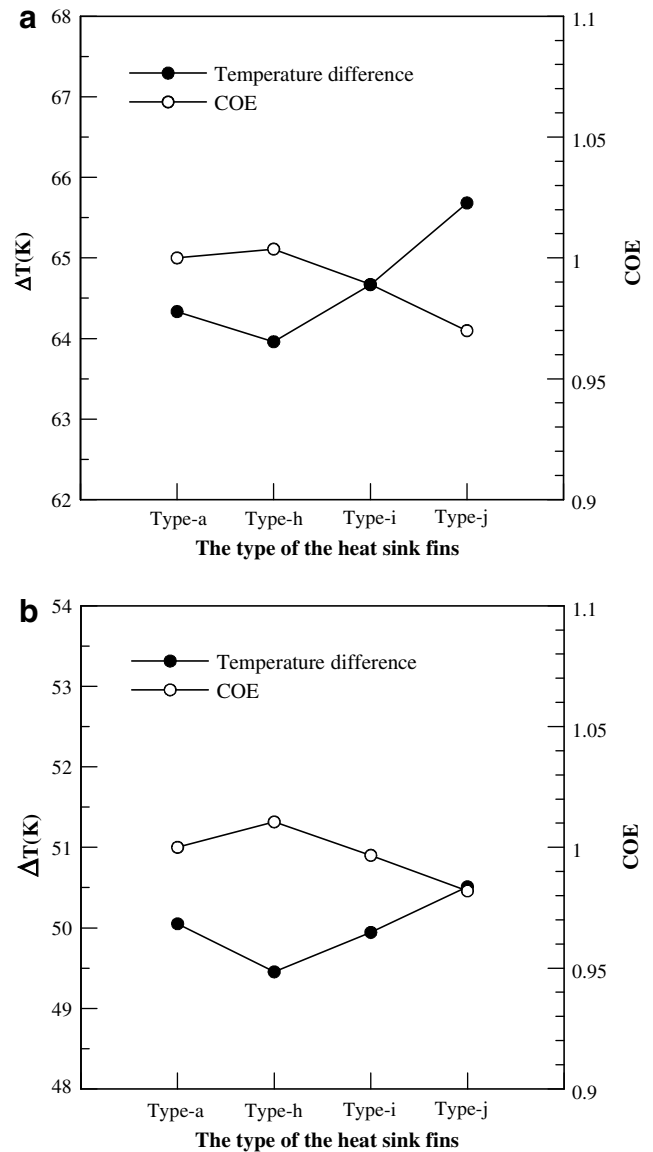 a
68
67
66
65
64
63
62
ΔT(K)
Temperature difference
COE
1.1
1.05
1
0.95
0.9
COE
Type-a Type-h Type-i Type-j
The type of the heat sink fins
b
54
53
52
51
50
49
48
ΔT(K)
Temperature difference
COE
1.1
1.05
1
0.95
0.9
COE
Type-a Type-h Type-i Type-j
The type of the heat sink fins